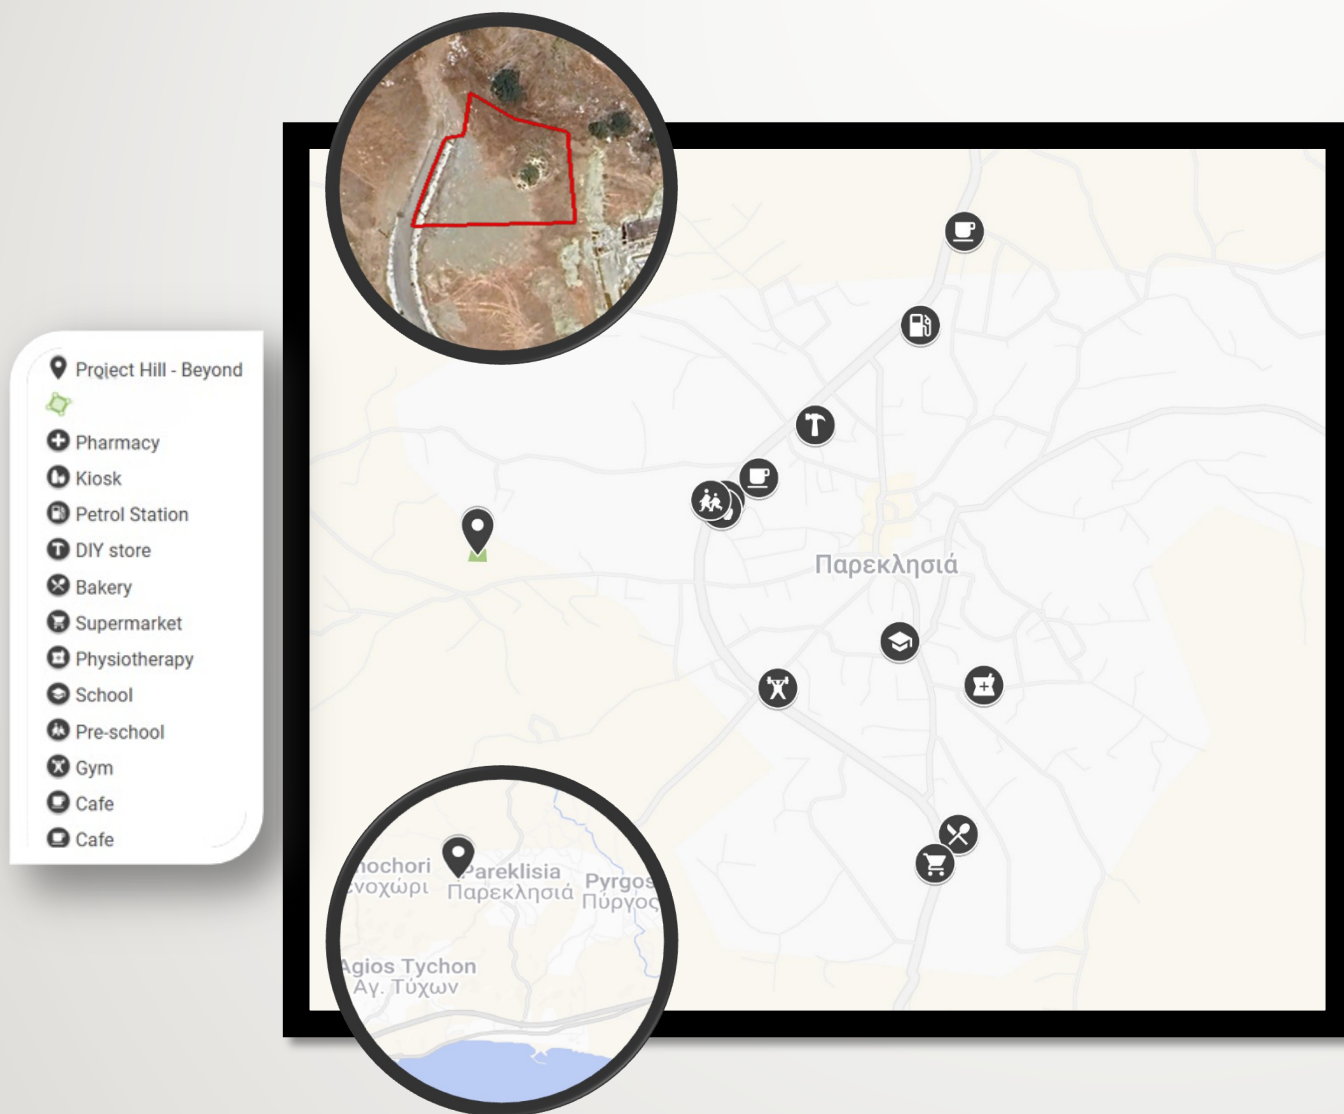 Project Hill - Beyond
Pharmacy
Kiosk
Petrol Station
DIY store
Bakery
Supermarket
Physiotherapy
School
Pre-school
Gym
Cafe
Cafe
Παρεκλησιά
nochori
ενοχώρι
Pareklisia
Παρεκλησιά
Pyrgos
Πύργος
Agios Tychon
Αγ. Τύχων